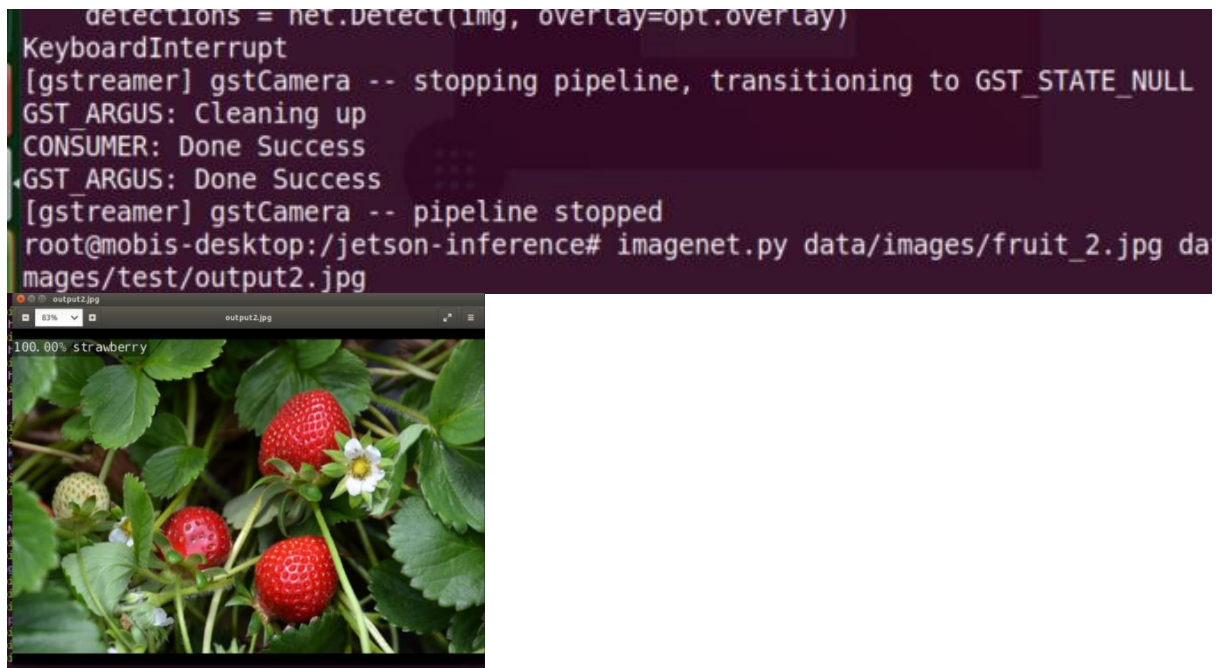 detections = net.Detect(img, overlay=opt.overlay)
KeyboardInterrupt
[gstreamer] gstCamera -- stopping pipeline, transitioning to GST_STATE_NULL
GST_ARGUS: Cleaning up
CONSUMER: Done Success
GST_ARGUS: Done Success
[gstreamer] gstCamera -- pipeline stopped
root@mobis-desktop:/jetson-inference# imagenet.py data/images/fruit_2.jpg da
mages/test/output2.jpg
output2.jpg
83%
output2.jpg
100.00% strawberry